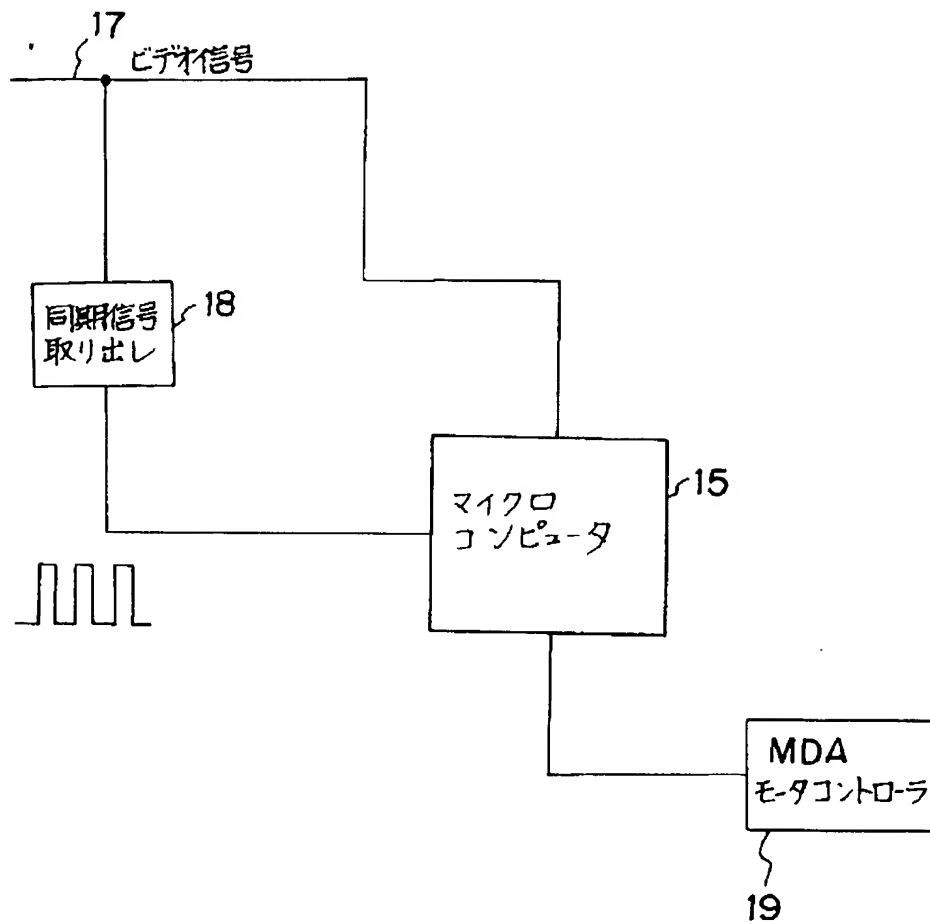 17
ビデオ信号
同期信号
取り出し
18
マイクロ
コンピュータ
15
MDA
モータコントローラ
19